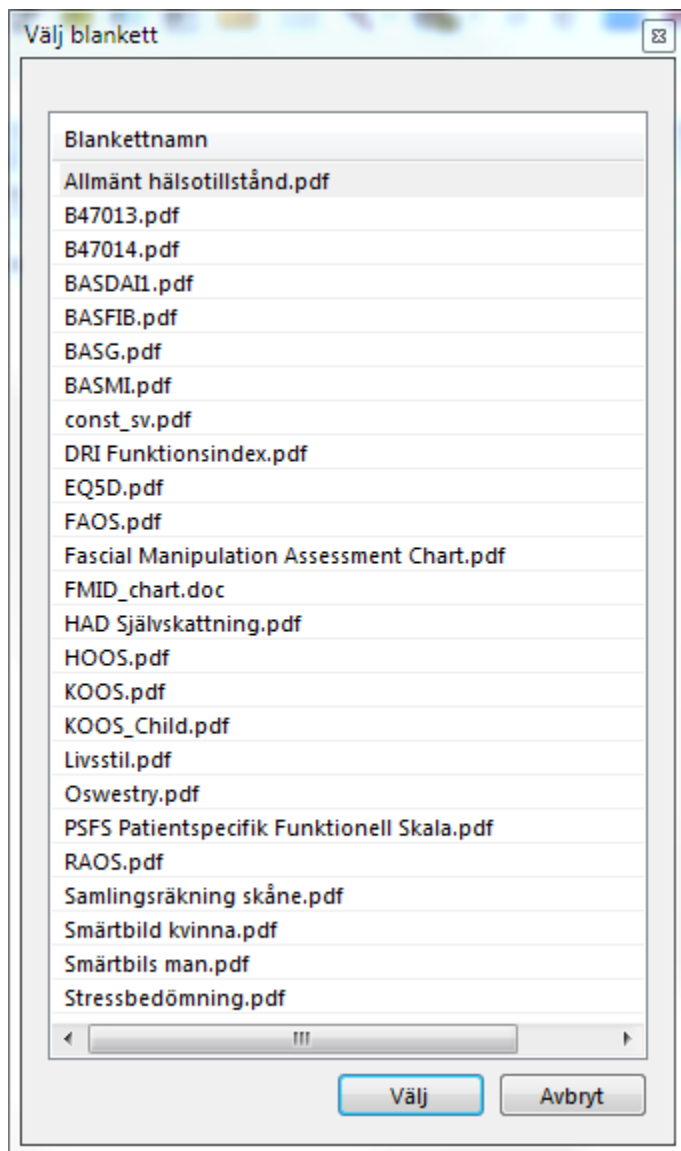 Välj blankett
Blankettnamn
Allmänt hälsotillstånd.pdf
B47013.pdf
B47014.pdf
BASDAI1.pdf
BASFIB.pdf
BASG.pdf
BASMI.pdf
const_sv.pdf
DRI Funktionsindex.pdf
EQ5D.pdf
FAOS.pdf
Fascial Manipulation Assessment Chart.pdf
FMID_chart.doc
HAD Självskattning.pdf
HOOS.pdf
KOOS.pdf
KOOS_Child.pdf
Livsstil.pdf
Oswestry.pdf
PSFS Patientspecifik Funktionell Skala.pdf
RAOS.pdf
Samlingsräkning skåne.pdf
Smärtbild kvinna.pdf
Smärtbils man.pdf
Stressbedömning.pdf
Välj Avbryt